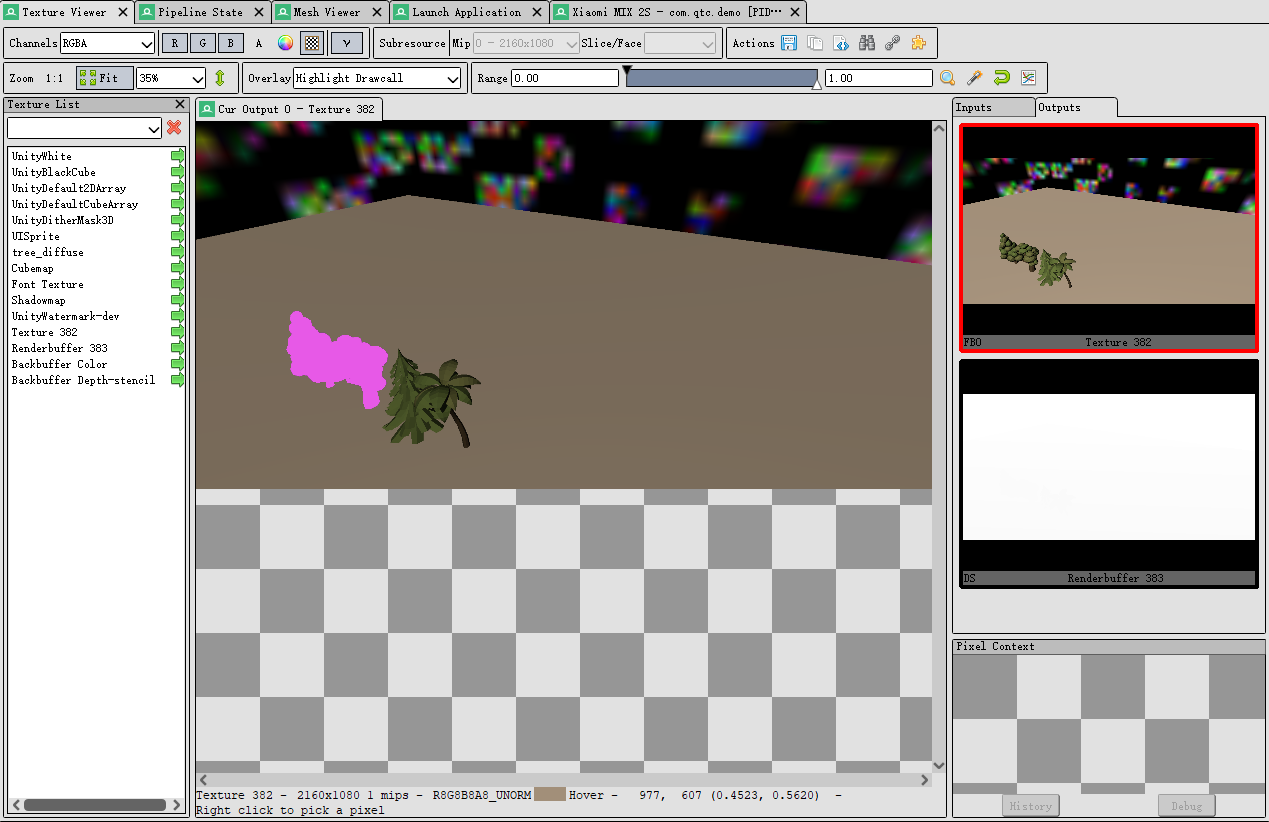 Texture Viewer Pipeline State Mesh Viewer Launch Application Xiaomi MIX 2S - com.qtc.demo [PID···
Channels RGBA R G B A γ Subresource Mip 0 - 2160x1080 Slice/Face Actions
Zoom 1:1 Fit 35% Overlay Highlight Drawcall Range 0.00 1.00
Texture List
Cur Output 0 - Texture 382
Inputs Outputs
UnityWhite
UnityBlackCube
UnityDefault2DArray
UnityDefaultCubeArray
UnityDitherMask3D
UISprite
tree_diffuse
Cubemap
Font Texture
Shadowmap
UnityWatermark-dev
Texture 382
Renderbuffer 383
Backbuffer Color
Backbuffer Depth-stencil
FBO Texture 382
DS Renderbuffer 383
Pixel Context
History Debug
Texture 382 - 2160x1080 1 mips - R8G8B8A8_UNORM Hover - 977, 607 (0.4523, 0.5620) -
Right click to pick a pixel